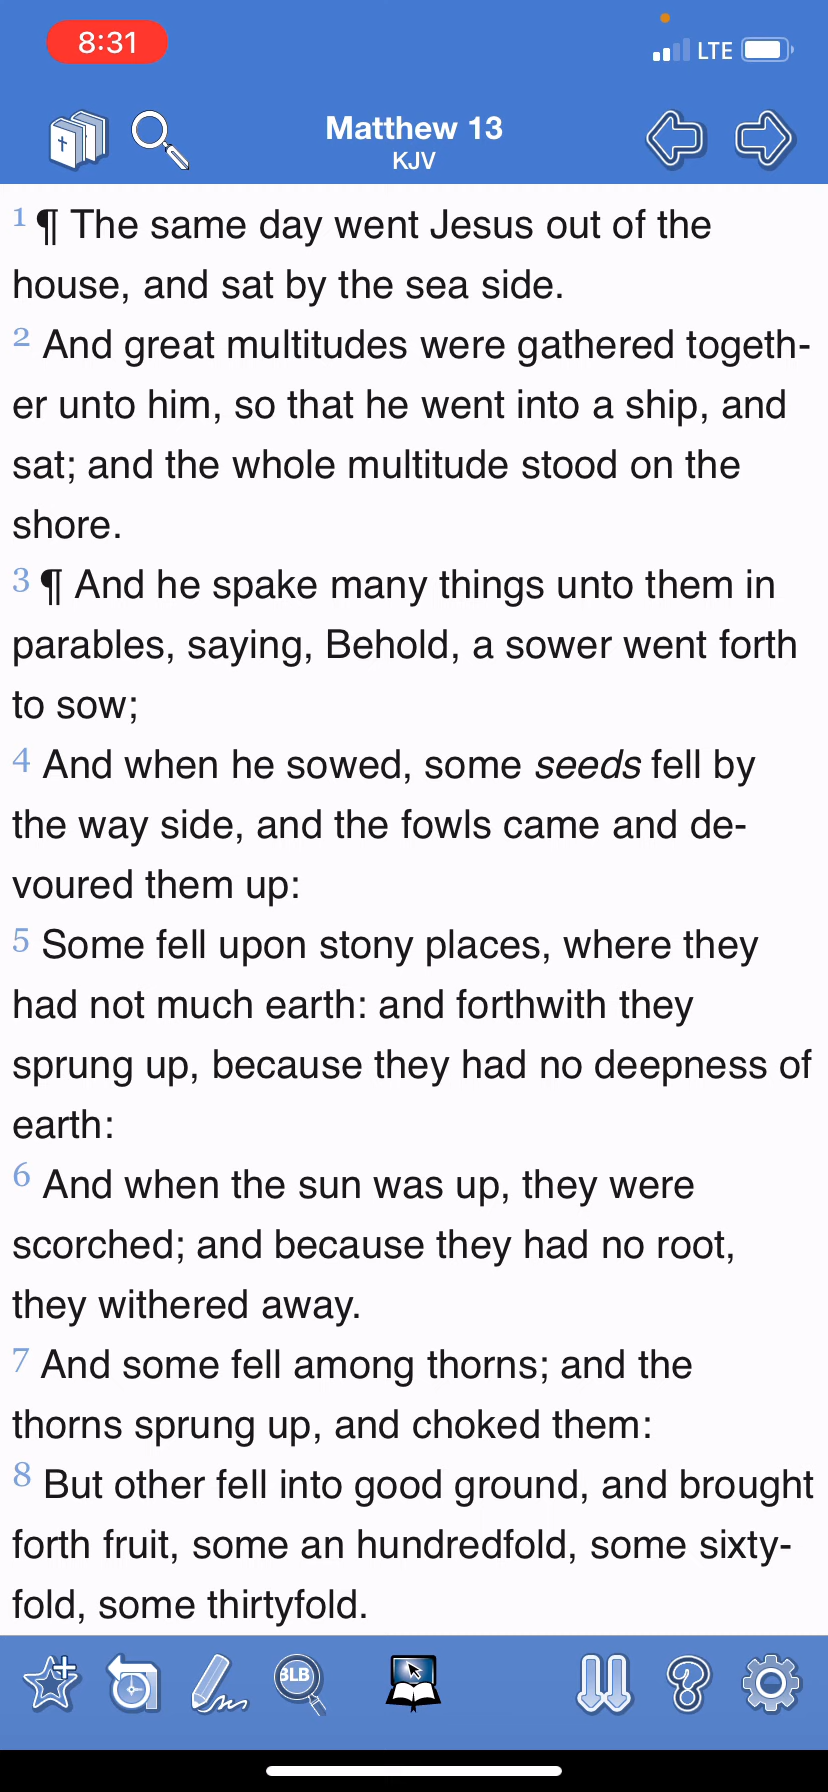 8:31
LTE
Matthew 13
KJV
1 ¶ The same day went Jesus out of the
house, and sat by the sea side.
2 And great multitudes were gathered togeth-
er unto him, so that he went into a ship, and
sat; and the whole multitude stood on the
shore.
3 ¶ And he spake many things unto them in
parables, saying, Behold, a sower went forth
to sow;
4 And when he sowed, some seeds fell by
the way side, and the fowls came and de-
voured them up:
5 Some fell upon stony places, where they
had not much earth: and forthwith they
sprung up, because they had no deepness of
earth:
6 And when the sun was up, they were
scorched; and because they had no root,
they withered away.
7 And some fell among thorns; and the
thorns sprung up, and choked them:
8 But other fell into good ground, and brought
forth fruit, some an hundredfold, some sixty-
fold, some thirtyfold.
BLB